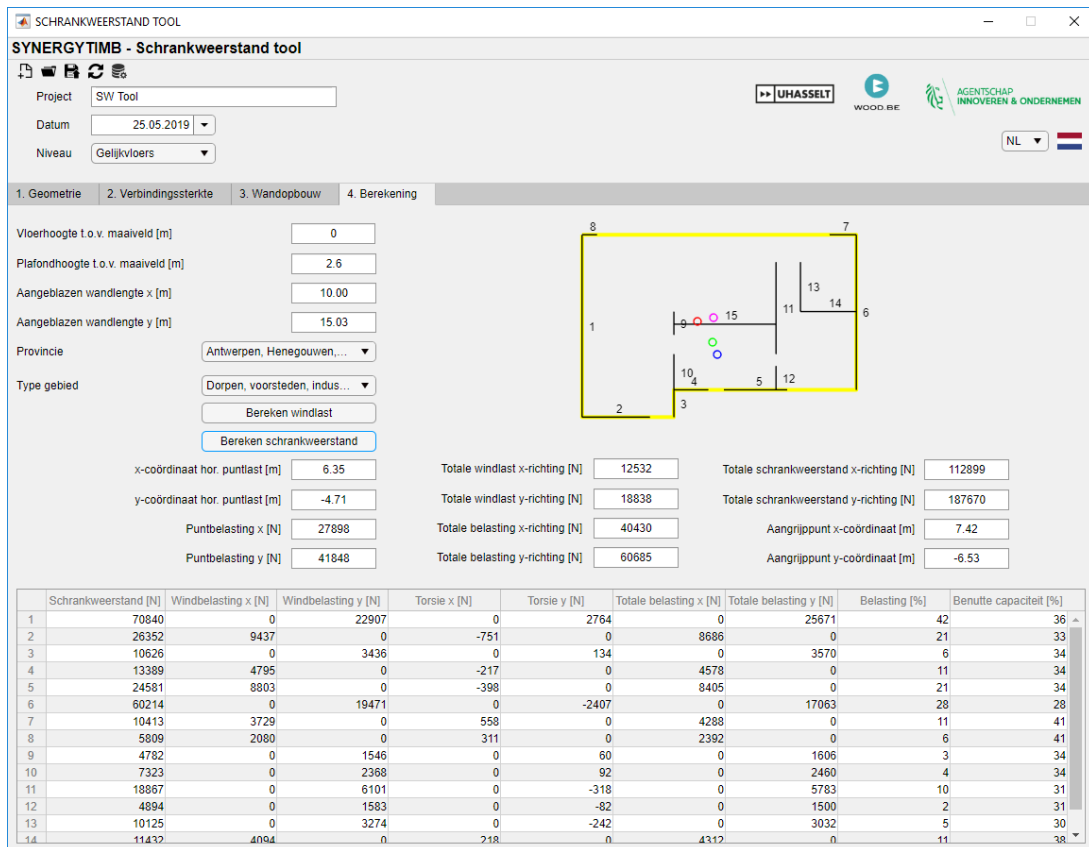 SCHRANKWEERSTAND TOOL
SYNERGYTIMB - Schrankweerstand tool
Project SW Tool
UHASSELT
WOOD.BE
AGENTSCHAP
INNOVEREN & ONDERNEMEN
Datum 25.05.2019
Niveau Gelijkvloers
NL
1. Geometrie 2. Verbindingssterkte 3. Wandopbouw 4. Berekening
Vloerhoogte t.o.v. maaiveld [m] 0
Plafondhoogte t.o.v. maaiveld [m] 2.6
Aangeblazen wandlengte x [m] 10.00
Aangeblazen wandlengte y [m] 15.03
Provincie Antwerpen, Henegouwen,...
Type gebied Dorpen, voorsteden, indus...
Bereken windlast
Bereken schrankweerstand
8 7
13
14
11
6
1
9
15
10
4
5
12
3
2
x-coördinaat hor. puntlast [m] 6.35 Totale windlast x-richting [N] 12532 Totale schrankweerstand x-richting [N] 112899
y-coördinaat hor. puntlast [m] -4.71 Totale windlast y-richting [N] 18838 Totale schrankweerstand y-richting [N] 187670
Puntbelasting x [N] 27898 Totale belasting x-richting [N] 40430 Aangrijppunt x-coördinaat [m] 7.42
Puntbelasting y [N] 41848 Totale belasting y-richting [N] 60685 Aangrijppunt y-coördinaat [m] -6.53
Schrankweerstand [N] Windbelasting x [N] Windbelasting y [N] Torsie x [N] Torsie y [N] Totale belasting x [N] Totale belasting y [N] Belasting [%] Benutte capaciteit [%]
1 70840 0 22907 0 2764 0 25671 42 36
2 26352 9437 0 -751 0 8686 0 21 33
3 10626 0 3436 0 134 0 3570 6 34
4 13389 4795 0 -217 0 4578 0 11 34
5 24581 8803 0 -398 0 8405 0 21 34
6 60214 0 19471 0 -2407 0 17063 28 28
7 10413 3729 0 558 0 4288 0 11 41
8 5809 2080 0 311 0 2392 0 6 41
9 4782 0 1546 0 60 0 1606 3 34
10 7323 0 2368 0 92 0 2460 4 34
11 18867 0 6101 0 -318 0 5783 10 31
12 4894 0 1583 0 -82 0 1500 2 31
13 10125 0 3274 0 -242 0 3032 5 30
14 11432 4094 0 218 0 4312 0 11 38